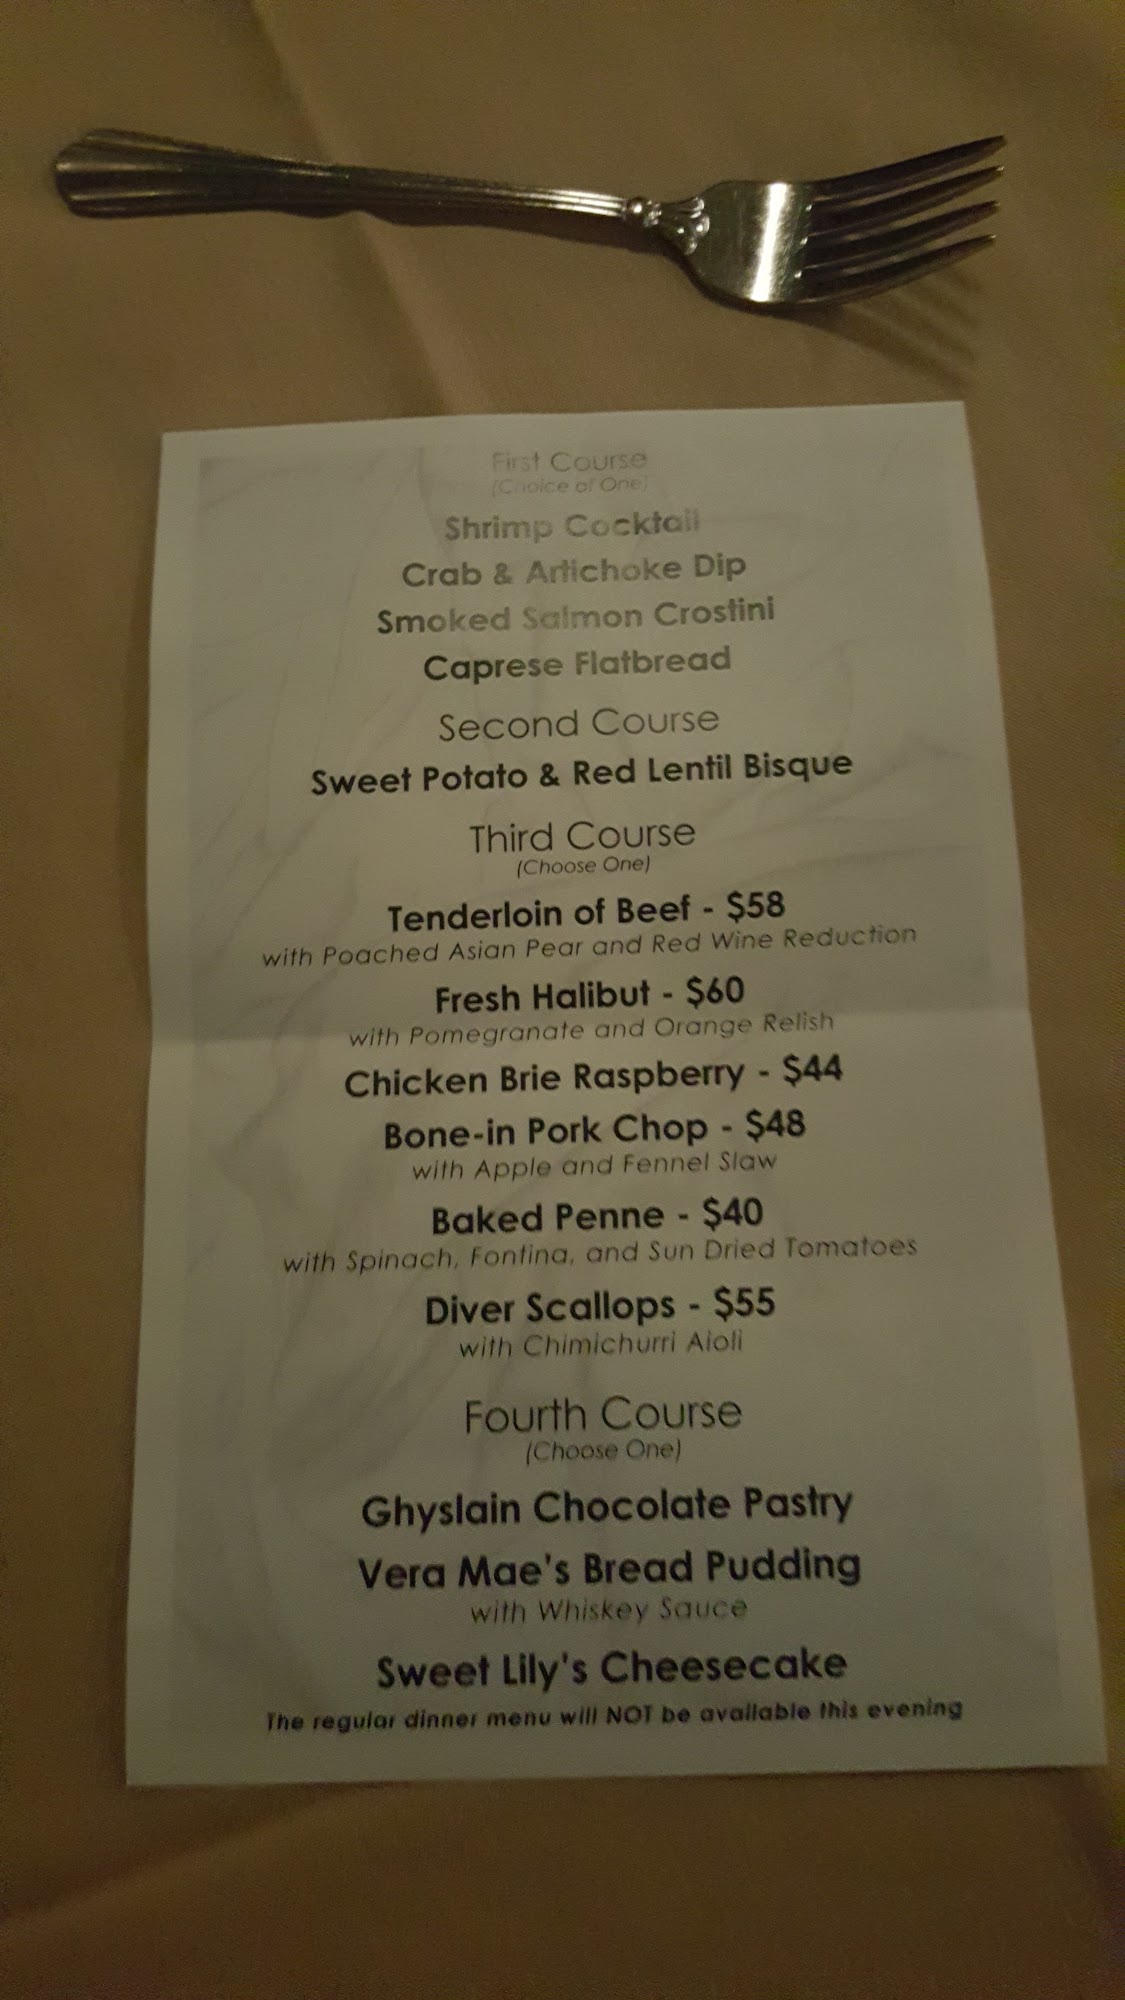 First Course
(Choice of One)
Shrimp Cocktail
Crab & Artichoke Dip
Smoked Salmon Crostini
Caprese Flatbread
Second Course
Sweet Potato & Red Lentil Bisque
Third Course
(Choose One)
Tenderloin of Beef - $58
with Poached Asian Pear and Red Wine Reduction
Fresh Halibut - $60
with Pomegranate and Orange Relish
Chicken Brie Raspberry - $44
Bone-in Pork Chop - $48
with Apple and Fennel Slaw
Baked Penne - $40
with Spinach, Fontina, and Sun Dried Tomatoes
Diver Scallops - $55
with Chimichurri Aioli
Fourth Course
(Choose One)
Ghyslain Chocolate Pastry
Vera Mae's Bread Pudding
with Whiskey Sauce
Sweet Lily's Cheesecake
The regular dinner menu will NOT be available this evening